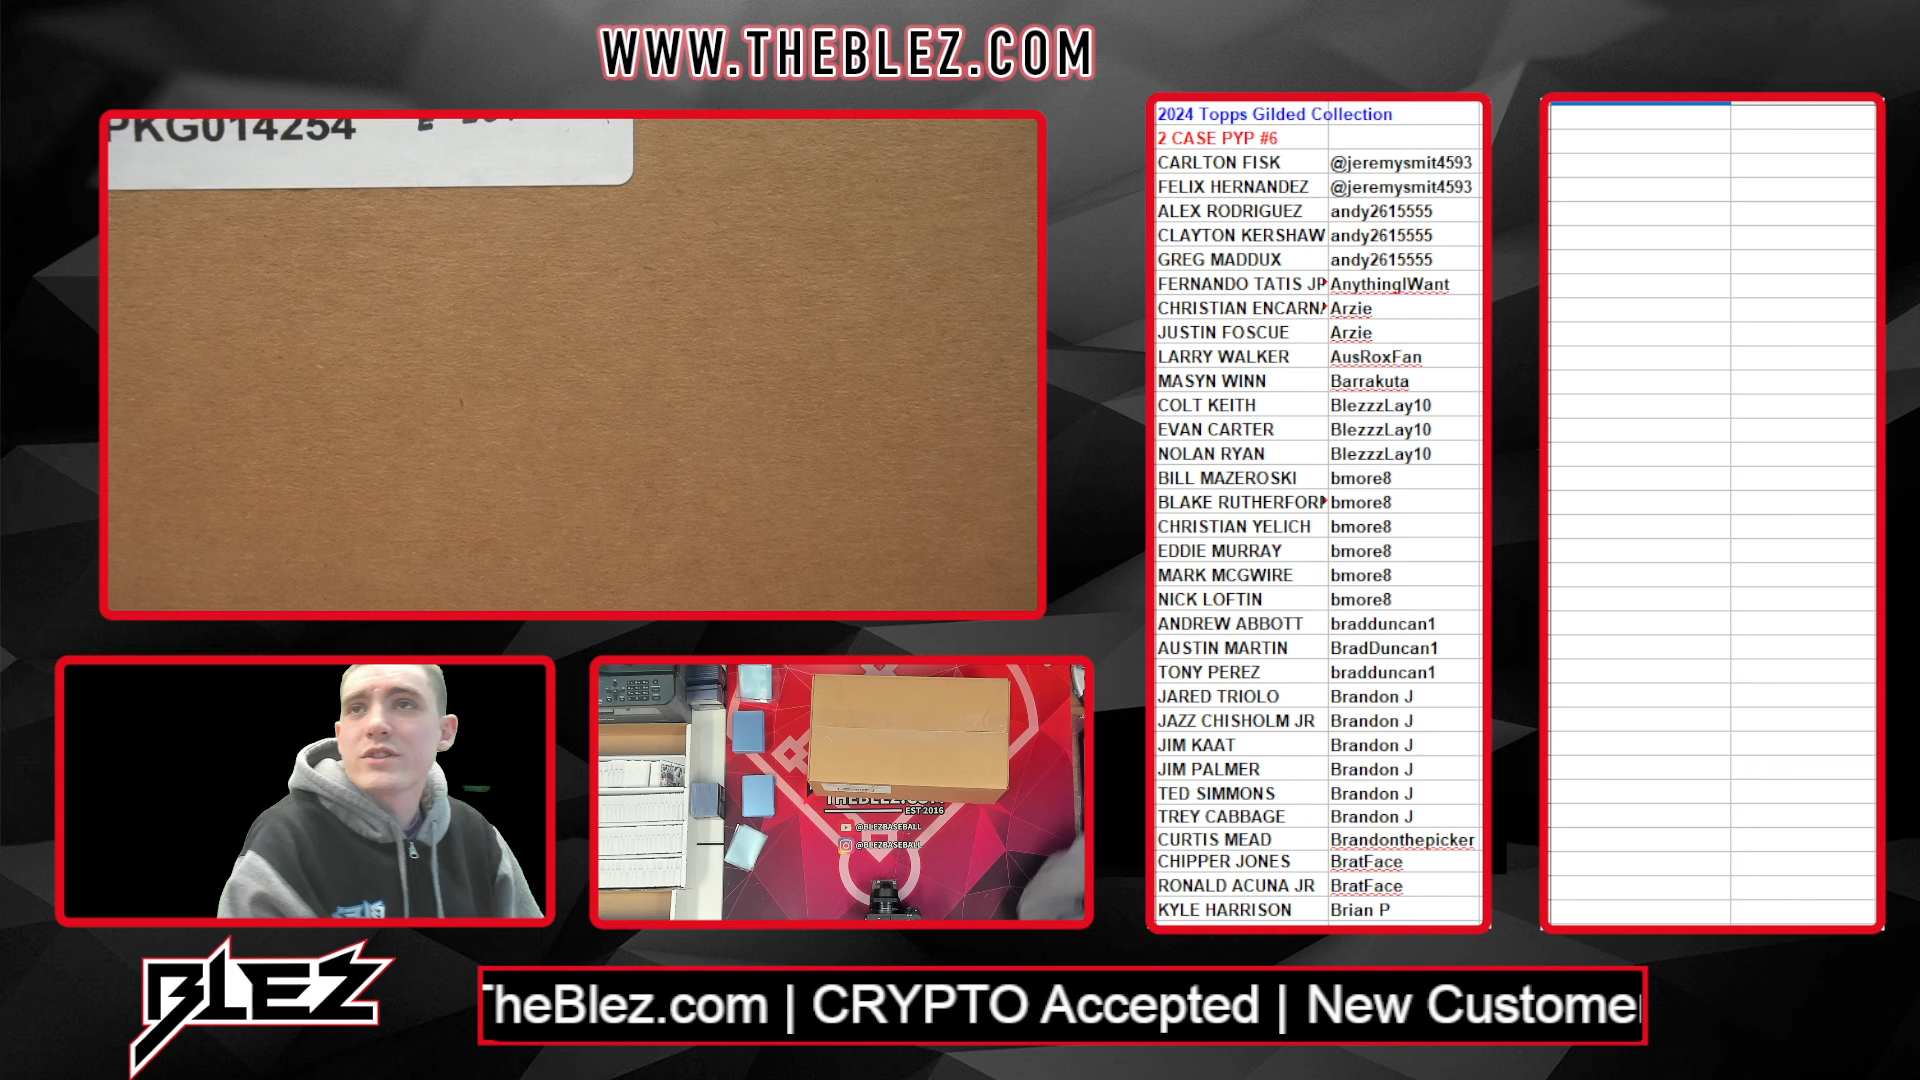 WWW.THEBLEZ.COM
PKG014254
2024 Topps Gilded Collection
2 CASE PYP #6
CARLTON FISK @jeremysmit4593
FELIX HERNANDEZ @jeremysmit4593
ALEX RODRIGUEZ andy2615555
CLAYTON KERSHAW andy2615555
GREG MADDUX andy2615555
FERNANDO TATIS JR AnythingIWant
CHRISTIAN ENCARNA Arzie
JUSTIN FOSCUE Arzie
LARRY WALKER AusRoxFan
MASYN WINN Barrakuta
COLT KEITH BlezzzLay10
EVAN CARTER BlezzzLay10
NOLAN RYAN BlezzzLay10
BILL MAZEROSKI bmore8
BLAKE RUTHERFORD bmore8
CHRISTIAN YELICH bmore8
EDDIE MURRAY bmore8
MARK MCGWIRE bmore8
NICK LOFTIN bmore8
ANDREW ABBOTT bradduncan1
AUSTIN MARTIN BradDuncan1
TONY PEREZ bradduncan1
JARED TRIOLO Brandon J
JAZZ CHISHOLM JR Brandon J
JIM KAAT Brandon J
JIM PALMER Brandon J
TED SIMMONS Brandon J
TREY CABBAGE Brandon J
CURTIS MEAD Brandonthepicker
CHIPPER JONES BratFace
RONALD ACUNA JR BratFace
KYLE HARRISON Brian P
THEBLEZ.COM
EST 2016
@BLEZBASEBALL
@BLEZBASEBALL
BLEZ
BLEZ
TheBlez.com | CRYPTO Accepted | New Customer